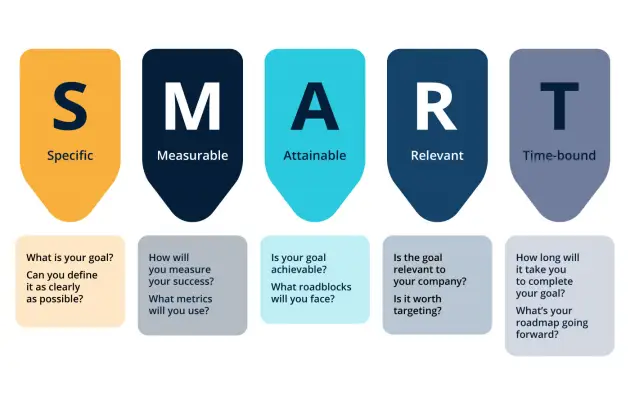 S
Specific
What is your goal?
Can you define
it as clearly
as possible?
M
Measurable
How will
you measure
your success?
What metrics
will you use?
A
Attainable
Is your goal
achievable?
What roadblocks
will you face?
R
Relevant
Is the goal
relevant to
your company?
Is it worth
targeting?
T
Time-bound
How long will
it take you
to complete
your goal?
What's your
roadmap going
forward?